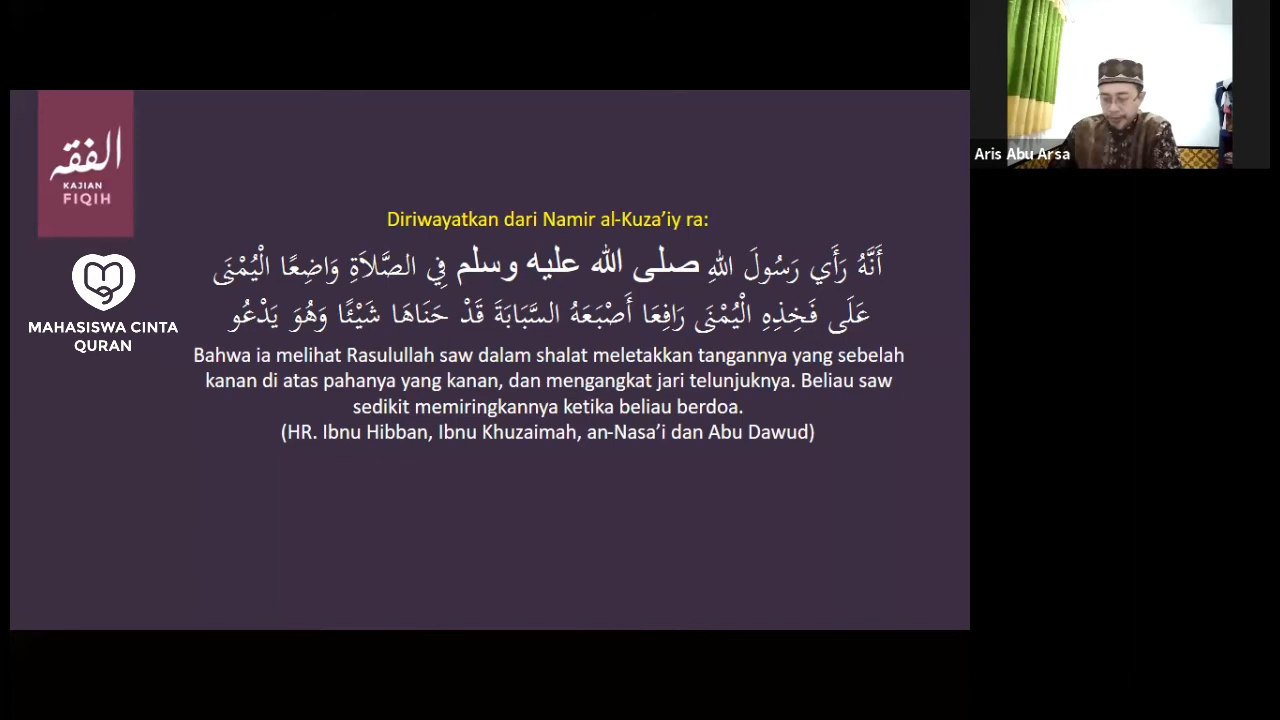 الفقه
KAJIAN
FIQIH
MAHASISWA CINTA
QURAN
Diriwayatkan dari Namir al-Kuza’iy ra:
أَنَّهُ رَأَي رَسُولَ اللهِ صلى الله عليه وسلم فِي الصَّلاَةِ وَاضِعًا الْيُمْنَى
عَلَى فَخِذِهِ الْيُمْنَى رَافِعَا أَصْبَعَهُ السَّبَابَةَ قَدْ حَنَاهَا شَيْئًا وَهُوَ يَدْعُو
Bahwa ia melihat Rasulullah saw dalam shalat meletakkan tangannya yang sebelah
kanan di atas pahanya yang kanan, dan mengangkat jari telunjuknya. Beliau saw
sedikit memiringkannya ketika beliau berdoa.
(HR. Ibnu Hibban, Ibnu Khuzaimah, an-Nasa’i dan Abu Dawud)
Aris Abu Arsa